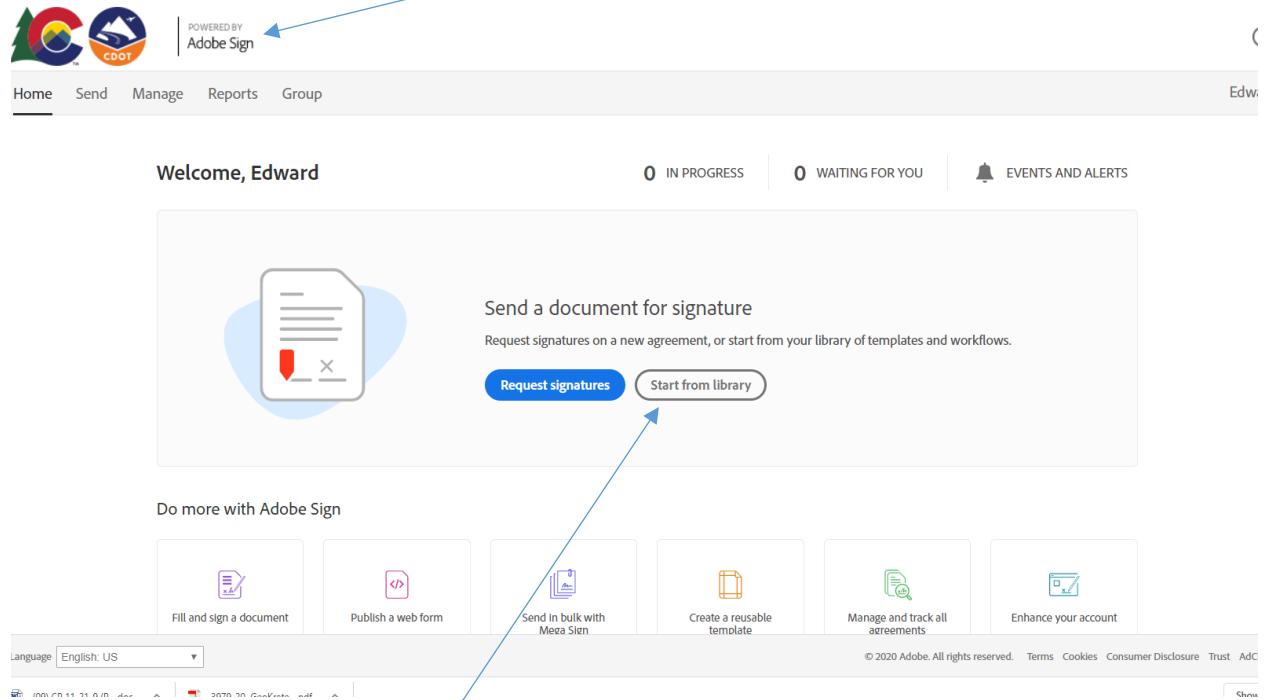 CDOT
POWERED BY
Adobe Sign
Home Send Manage Reports Group
Welcome, Edward
0 IN PROGRESS
0 WAITING FOR YOU
EVENTS AND ALERTS
Send a document for signature
Request signatures on a new agreement, or start from your library of templates and workflows.
Request signatures
Start from library
Do more with Adobe Sign
Fill and sign a document
Publish a web form
Send in bulk with
Mega Sign
Create a reusable
template
Manage and track all
agreements
Enhance your account
Language English: US
© 2020 Adobe. All rights reserved. Terms Cookies Consumer Disclosure Trust
Show